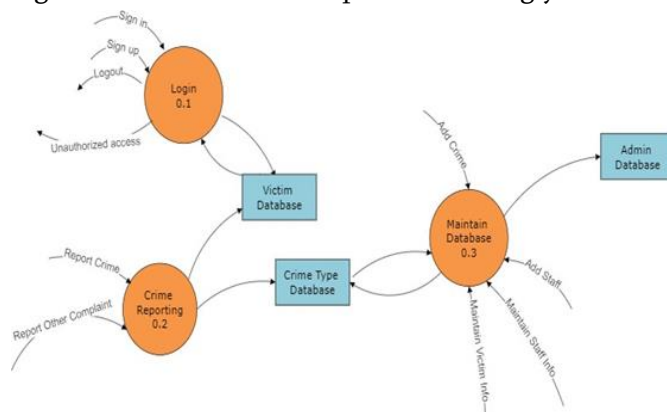 Sign in
Sign up
Logout
Unauthorized access
Login
0.1
Victim
Database
Add Crime
Admin
Database
Maintain
Database
0.3
Add Staff
Report Crime
Report Other Complaint
Crime
Reporting
0.2
Crime Type
Database
Maintain Victim Info
Maintain Staff Info